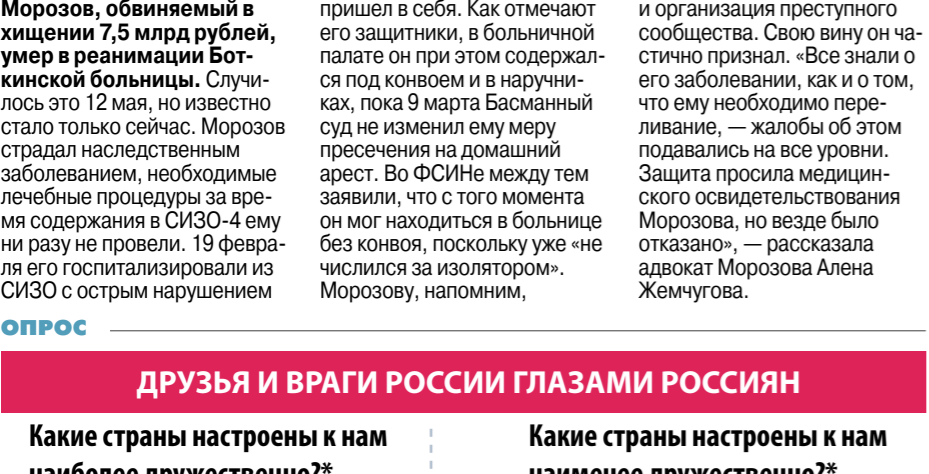 Морозов, обвиняемый в
хищении 7,5 млрд рублей,
умер в реанимации Бот-
кинской больницы. Случи-
лось это 12 мая, но известно
стало только сейчас. Морозов
страдал наследственным
заболеванием, необходимые
лечебные процедуры за вре-
мя содержания в СИЗО-4 ему
ни разу не провели. 19 февра-
ля его госпитализировали из
СИЗО с острым нарушением
пришел в себя. Как отмечают
его защитники, в больничной
палате он при этом содержал-
ся под конвоем и в наручни-
ках, пока 9 марта Басманный
суд не изменил ему меру
пресечения на домашний
арест. Во ФСИНе между тем
заявили, что с того момента
он мог находиться в больнице
без конвоя, поскольку уже «не
числился за изолятором».
Морозову, напомним,
и организация преступного
сообщества. Свою вину он ча-
стично признал. «Все знали о
его заболевании, как и о том,
что ему необходимо пере-
ливание, — жалобы об этом
подавались на все уровни.
Защита просила медицин-
ского освидетельствования
Морозова, но везде было
отказано», — рассказала
адвокат Морозова Алена
Жемчугова.
ОПРОС
ДРУЗЬЯ И ВРАГИ РОССИИ ГЛАЗАМИ РОССИЯН
Какие страны настроены к нам
наиболее дружественно?*
Какие страны настроены к нам
наименее дружественно?*